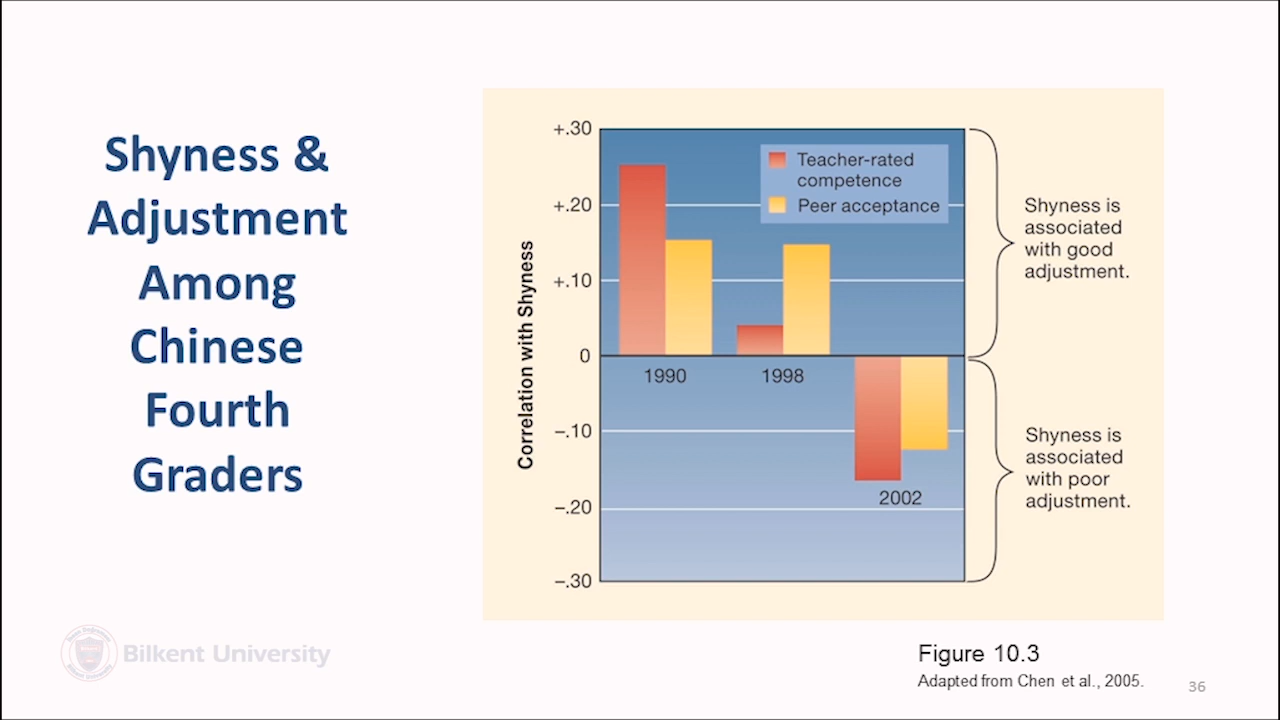 Shyness &
Adjustment
Among
Chinese
Fourth
Graders
Correlation with Shyness
+.30
+.20
+.10
0
–.10
–.20
–.30
Teacher-rated
competence
Peer acceptance
1990
1998
2002
Shyness is
associated
with good
adjustment.
Shyness is
associated
with poor
adjustment.
Bilkent University
Figure 10.3
Adapted from Chen et al., 2005.
36